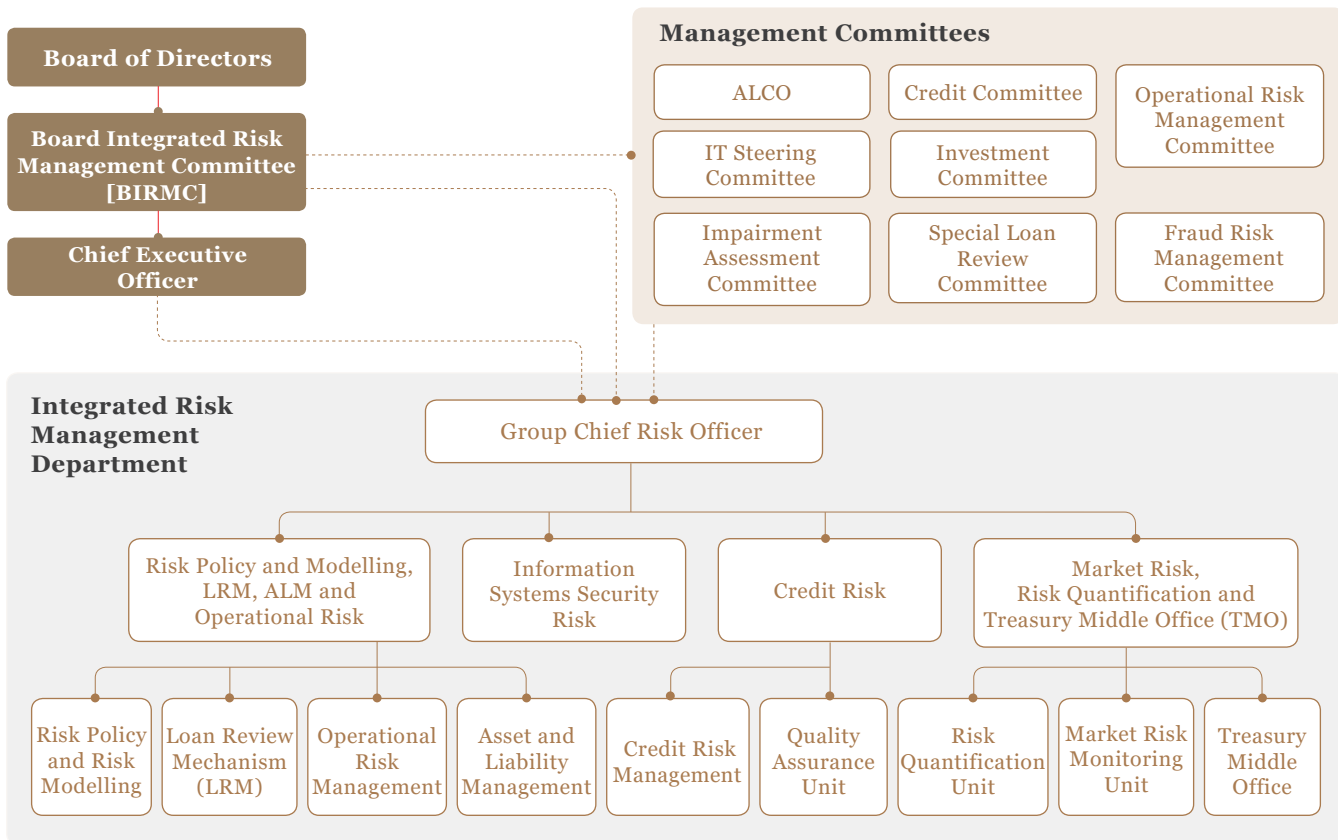 Board of Directors
Board Integrated Risk
Management Committee
[BIRMC]
Chief Executive
Officer
Management Committees
ALCO
Credit Committee
Operational Risk
Management
Committee
IT Steering
Committee
Investment
Committee
Impairment
Assessment
Committee
Special Loan
Review
Committee
Fraud Risk
Management
Committee
Integrated Risk
Management
Department
Group Chief Risk Officer
Risk Policy and Modelling,
LRM, ALM and
Operational Risk
Information
Systems Security
Risk
Credit Risk
Market Risk,
Risk Quantification and
Treasury Middle Office (TMO)
Risk Policy
and Risk
Modelling
Loan Review
Mechanism
(LRM)
Operational
Risk
Management
Asset and
Liability
Management
Credit Risk
Management
Quality
Assurance
Unit
Risk
Quantification
Unit
Market Risk
Monitoring
Unit
Treasury
Middle
Office